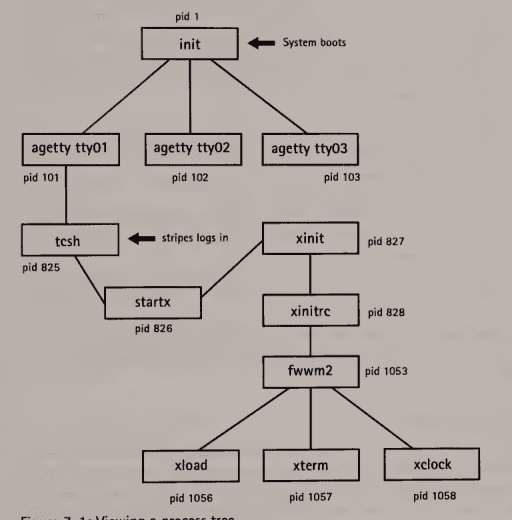 pid 1
init
System boots
agetty tty01
agetty tty02
agetty tty03
pid 101
pid 102
pid 103
tcsh
stripes logs in
pid 825
xinit
pid 827
startx
pid 826
xinitrc
pid 828
fwwm2
pid 1053
xload
xterm
xclock
pid 1056
pid 1057
pid 1058
Figure 7-1: Viewing a process tree